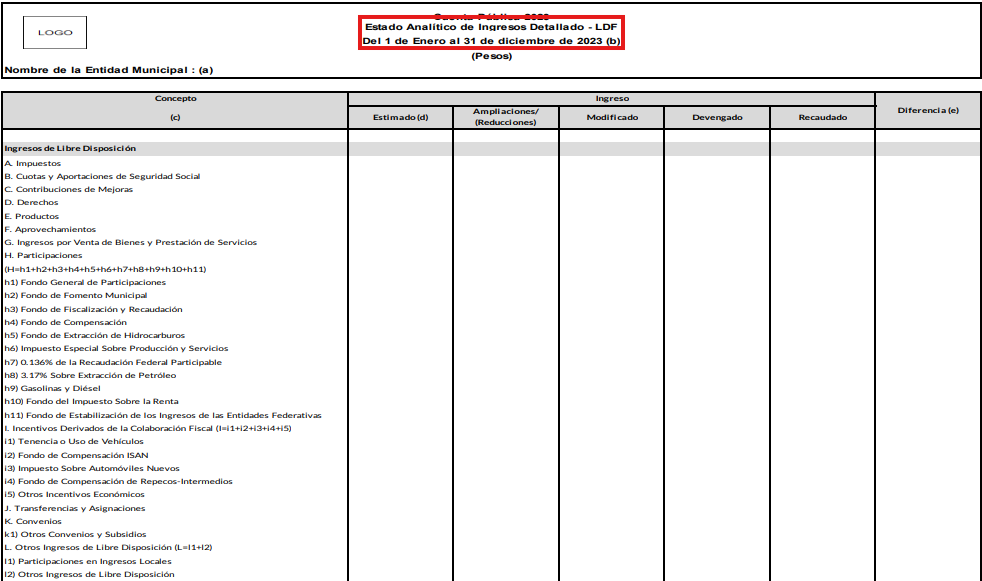 Cuenta Pública 2023
LOGO
Estado Analítico de Ingresos Detallado - LDF
Del 1 de Enero al 31 de diciembre de 2023 (b)
(Pesos)
Nombre de la Entidad Municipal : (a)
Concepto
(c)
Ingreso
Estimado (d)
Ampliaciones/
(Reducciones)
Modificado
Devengado
Recaudado
Diferencia (e)
Ingresos de Libre Disposición
A. Impuestos
B. Cuotas y Aportaciones de Seguridad Social
C. Contribuciones de Mejoras
D. Derechos
E. Productos
F. Aprovechamientos
G. Ingresos por Venta de Bienes y Prestación de Servicios
H. Participaciones
(H=h1+h2+h3+h4+h5+h6+h7+h8+h9+h10+h11)
h1) Fondo General de Participaciones
h2) Fondo de Fomento Municipal
h3) Fondo de Fiscalización y Recaudación
h4) Fondo de Compensación
h5) Fondo de Extracción de Hidrocarburos
h6) Impuesto Especial Sobre Producción y Servicios
h7) 0.136% de la Recaudación Federal Participable
h8) 3.17% Sobre Extracción de Petróleo
h9) Gasolinas y Diésel
h10) Fondo del Impuesto Sobre la Renta
h11) Fondo de Estabilización de los Ingresos de las Entidades Federativas
I. Incentivos Derivados de la Colaboración Fiscal (I=i1+i2+i3+i4+i5)
i1) Tenencia o Uso de Vehículos
i2) Fondo de Compensación ISAN
i3) Impuesto Sobre Automóviles Nuevos
i4) Fondo de Compensación de Repecos-Intermedios
i5) Otros Incentivos Económicos
J. Transferencias y Asignaciones
K. Convenios
k1) Otros Convenios y Subsidios
L. Otros Ingresos de Libre Disposición (L=l1+l2)
l1) Participaciones en Ingresos Locales
l2) Otros Ingresos de Libre Disposición